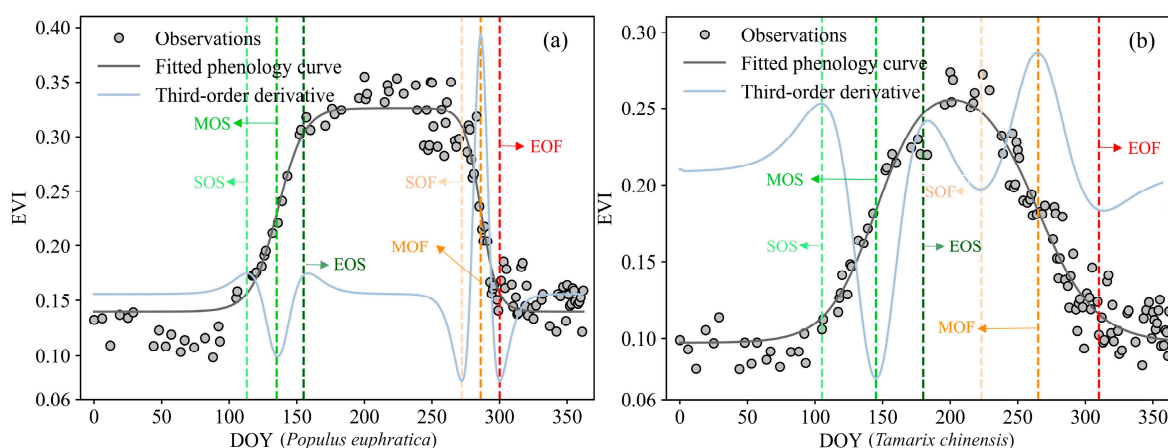 0.40
0.35
0.30
0.25
0.20
0.15
0.10
0.06
EVI
Observations
Fitted phenology curve
Third-order derivative
(a)
MOS
SOS
EOS
SOF
MOF
EOF
0 50 100 150 200 250 300 350
DOY (Populus euphratica)
0.30
0.25
0.20
0.15
0.10
0.06
EVI
Observations
Fitted phenology curve
Third-order derivative
(b)
MOS
SOS
EOS
SOF
MOF
EOF
0 50 100 150 200 250 300 350
DOY (Tamarix chinensis)